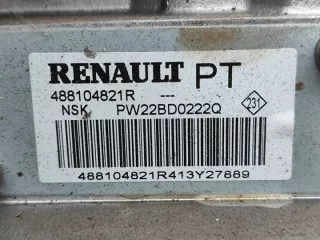 RENAULT PT
488104821R ---
NSK PW22BD0222Q 231
488104821R413Y27889